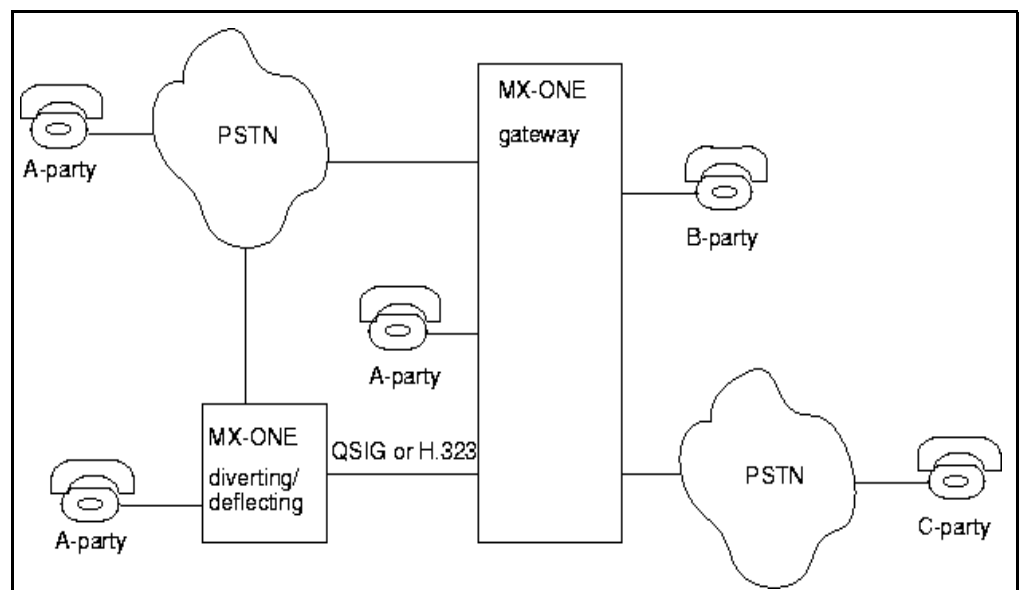 MX-ONE
gateway
PSTN
A-party
B-party
A-party
MX-ONE
diverting/
deflecting
QSIG or H.323
PSTN
A-party
C-party